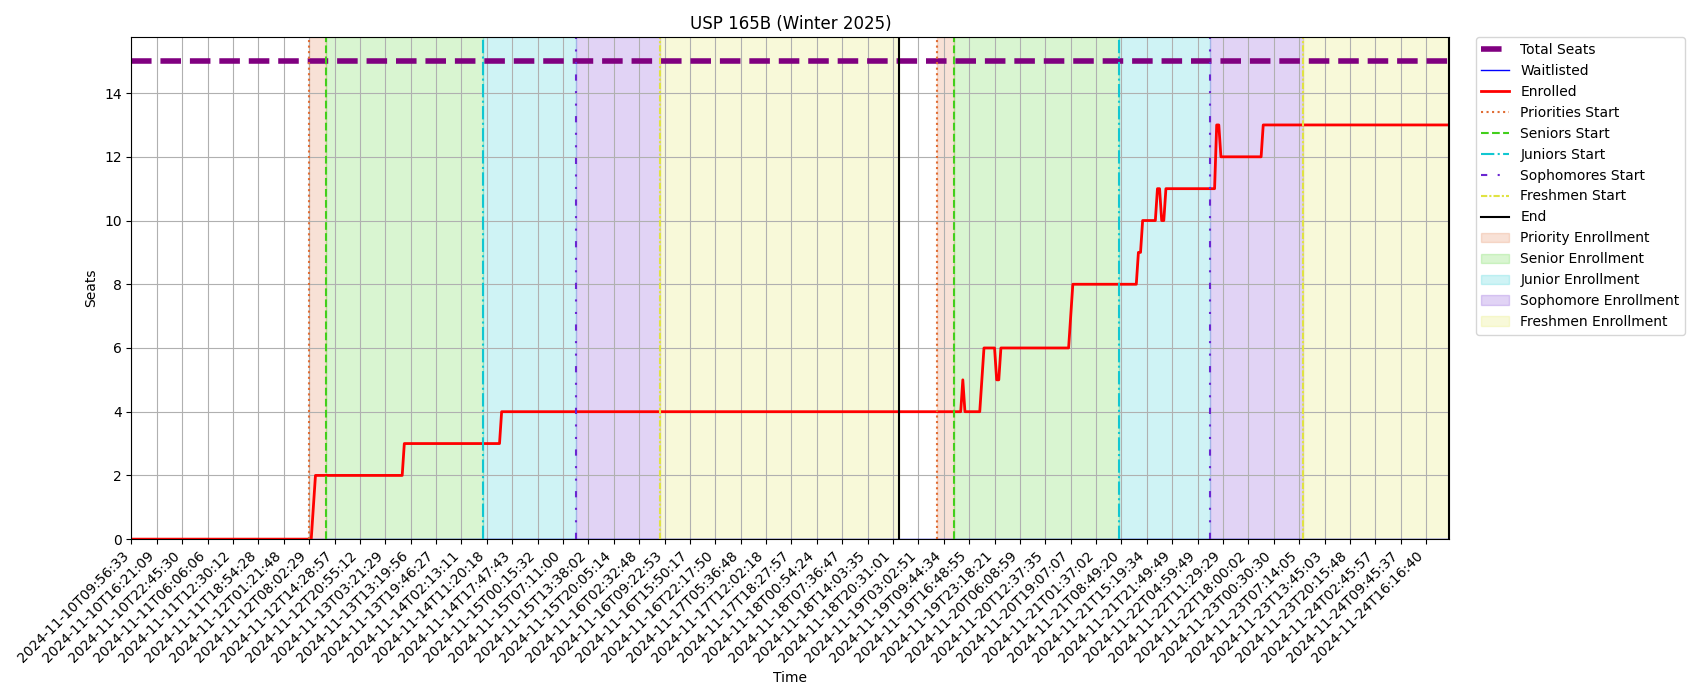 USP 165B (Winter 2025)
Seats
14
12
10
8
6
4
2
0
2024-11-10T09:56:33
2024-11-10T16:21:09
2024-11-10T22:45:30
2024-11-11T06:06:06
2024-11-11T12:30:12
2024-11-11T18:54:28
2024-11-12T01:21:48
2024-11-12T08:02:29
2024-11-12T14:28:57
2024-11-12T20:55:12
2024-11-13T03:21:29
2024-11-13T13:19:56
2024-11-13T19:46:27
2024-11-14T02:13:11
2024-11-14T11:20:18
2024-11-14T17:47:43
2024-11-15T00:15:32
2024-11-15T07:11:00
2024-11-15T13:38:02
2024-11-15T20:05:14
2024-11-16T02:32:48
2024-11-16T09:22:53
2024-11-16T15:50:17
2024-11-16T22:17:50
2024-11-17T05:36:48
2024-11-17T12:02:18
2024-11-17T18:27:57
2024-11-18T00:54:24
2024-11-18T07:36:47
2024-11-18T14:03:35
2024-11-18T20:31:01
2024-11-19T03:02:51
2024-11-19T09:44:34
2024-11-19T16:48:55
2024-11-19T23:18:21
2024-11-20T06:08:59
2024-11-20T12:37:35
2024-11-20T19:07:07
2024-11-21T01:37:02
2024-11-21T08:49:20
2024-11-21T15:19:34
2024-11-21T21:49:49
2024-11-22T04:59:49
2024-11-22T11:29:29
2024-11-22T18:00:02
2024-11-23T00:30:30
2024-11-23T07:14:05
2024-11-23T13:45:03
2024-11-23T20:15:48
2024-11-24T02:45:57
2024-11-24T09:45:37
2024-11-24T16:16:40
Time
Total Seats
Waitlisted
Enrolled
Priorities Start
Seniors Start
Juniors Start
Sophomores Start
Freshmen Start
End
Priority Enrollment
Senior Enrollment
Junior Enrollment
Sophomore Enrollment
Freshmen Enrollment